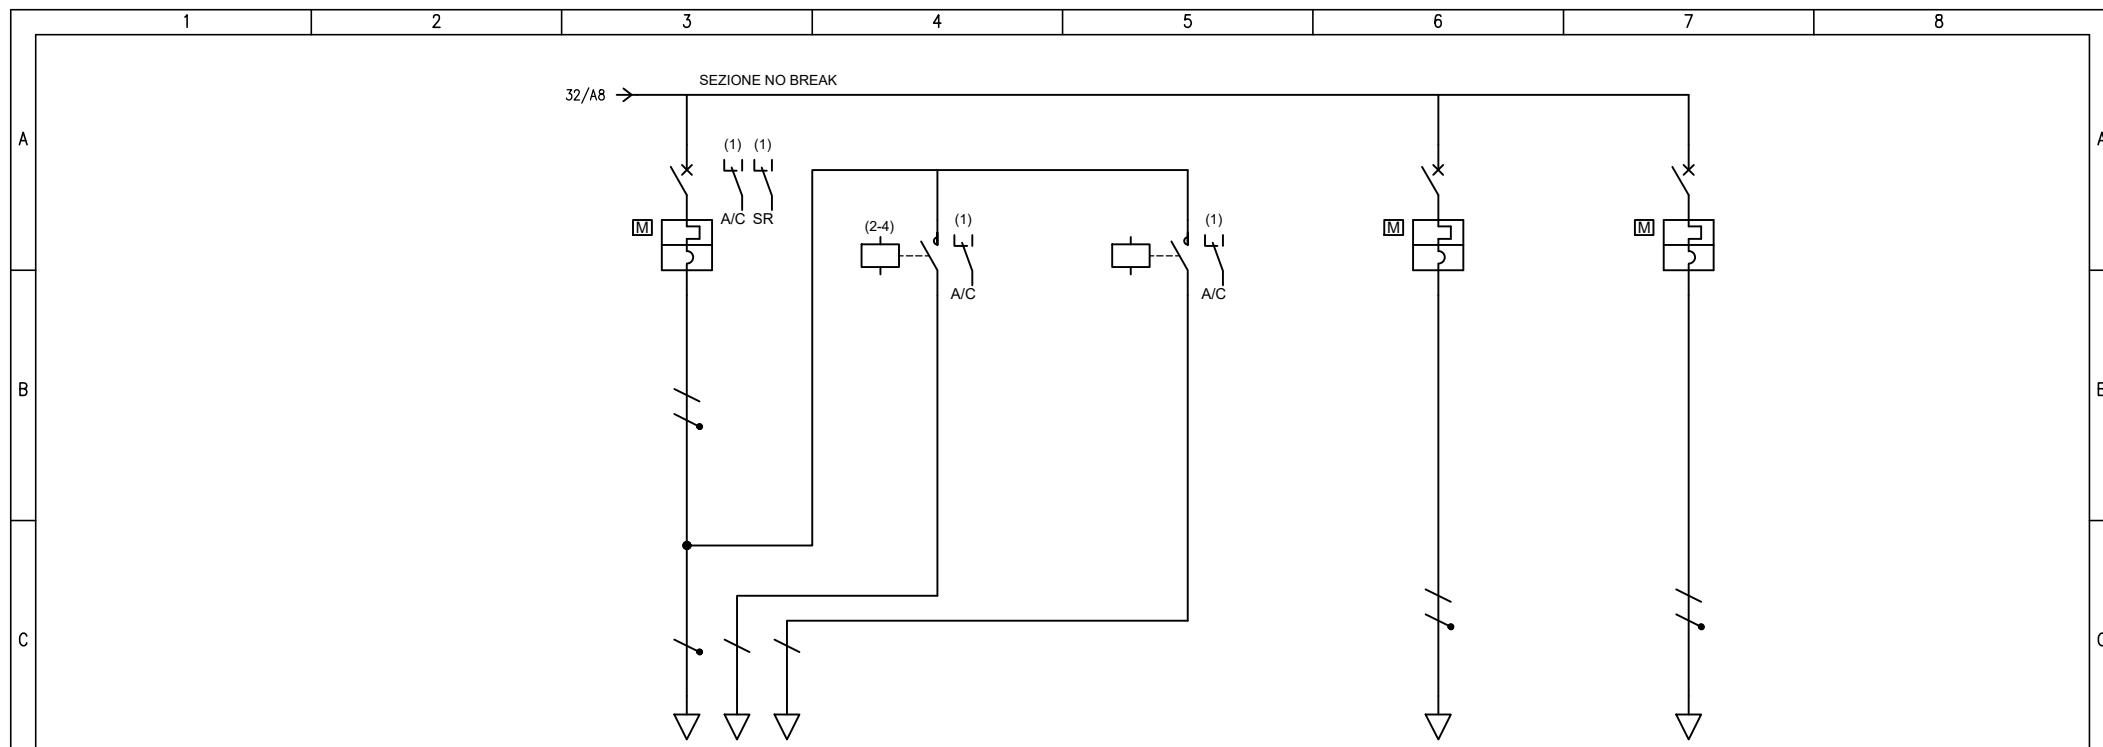 1 2 3 4 5 6 7 8
SEZIONE NO BREAK
32/A8
A A
(1) (1)
A/C SR
(1) (1)
M (2-4) M M
A/C A/C
B
C